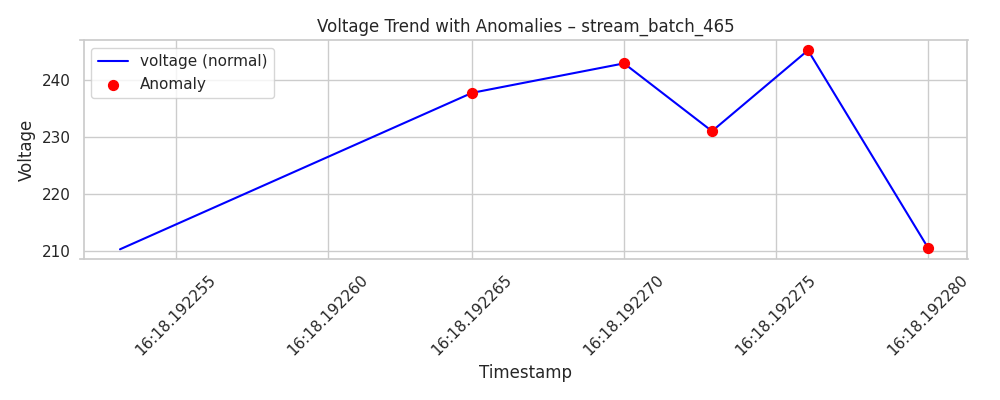 Voltage Trend with Anomalies – stream_batch_465
voltage (normal)
Anomaly
Voltage
240
230
220
210
16:18.192255
16:18.192260
16:18.192265
16:18.192270
16:18.192275
16:18.192280
Timestamp